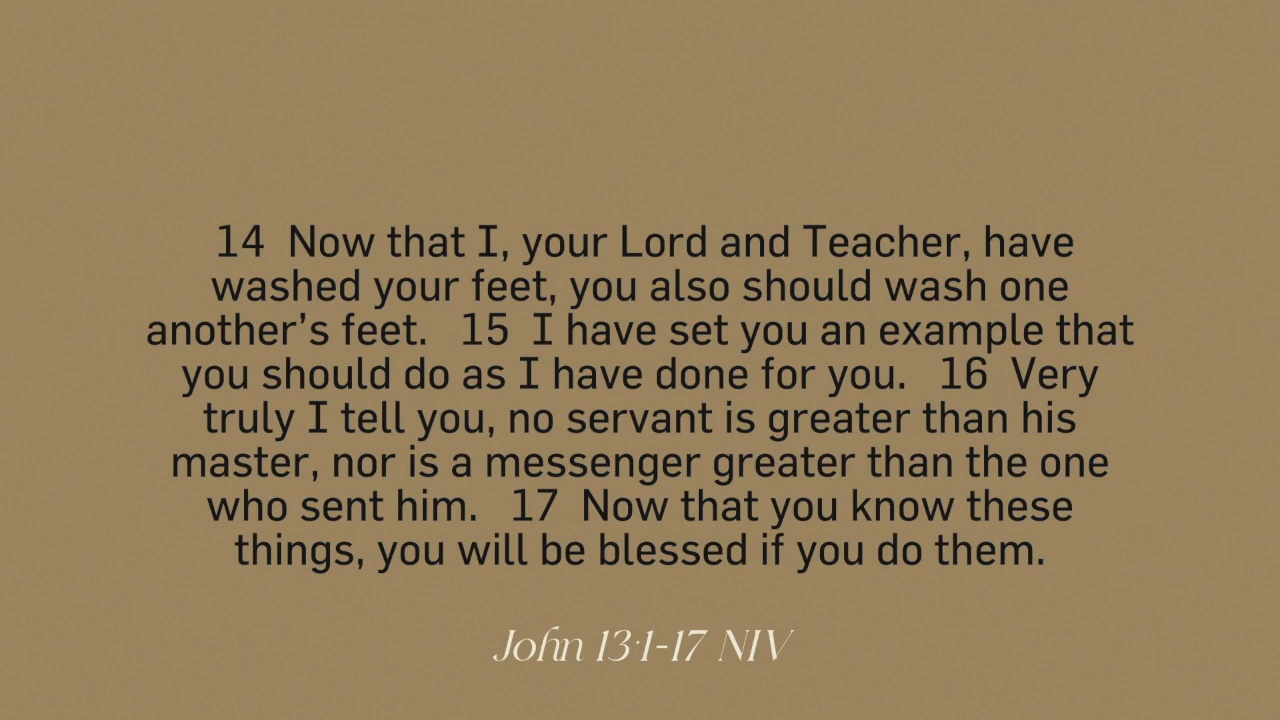 14 Now that I, your Lord and Teacher, have
washed your feet, you also should wash one
another’s feet. 15 I have set you an example that
you should do as I have done for you. 16 Very
truly I tell you, no servant is greater than his
master, nor is a messenger greater than the one
who sent him. 17 Now that you know these
things, you will be blessed if you do them.
John 13:1-17 NIV